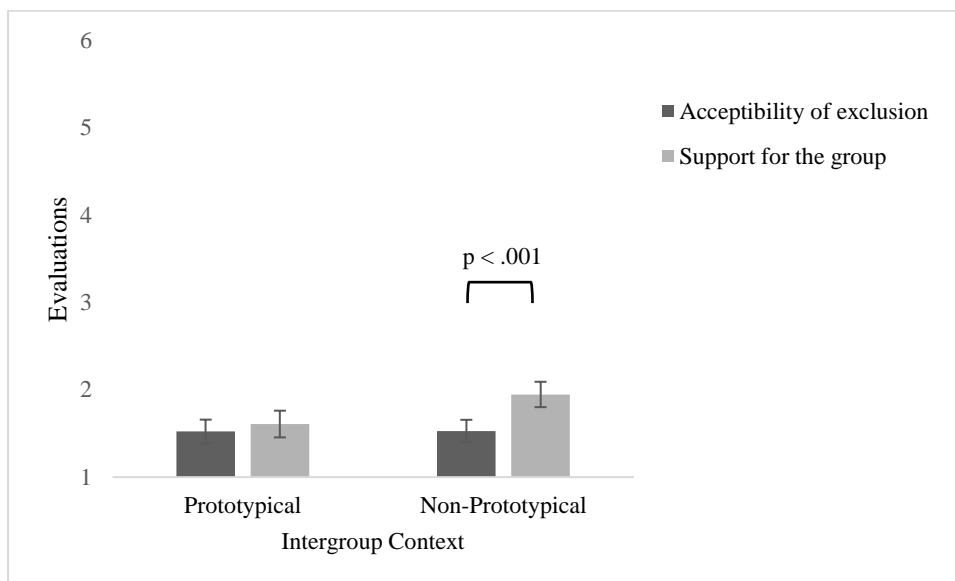 6
5
4
3
2
1
Evaluations
Acceptibility of exclusion
Support for the group
p < .001
Prototypical
Non-Prototypical
Intergroup Context